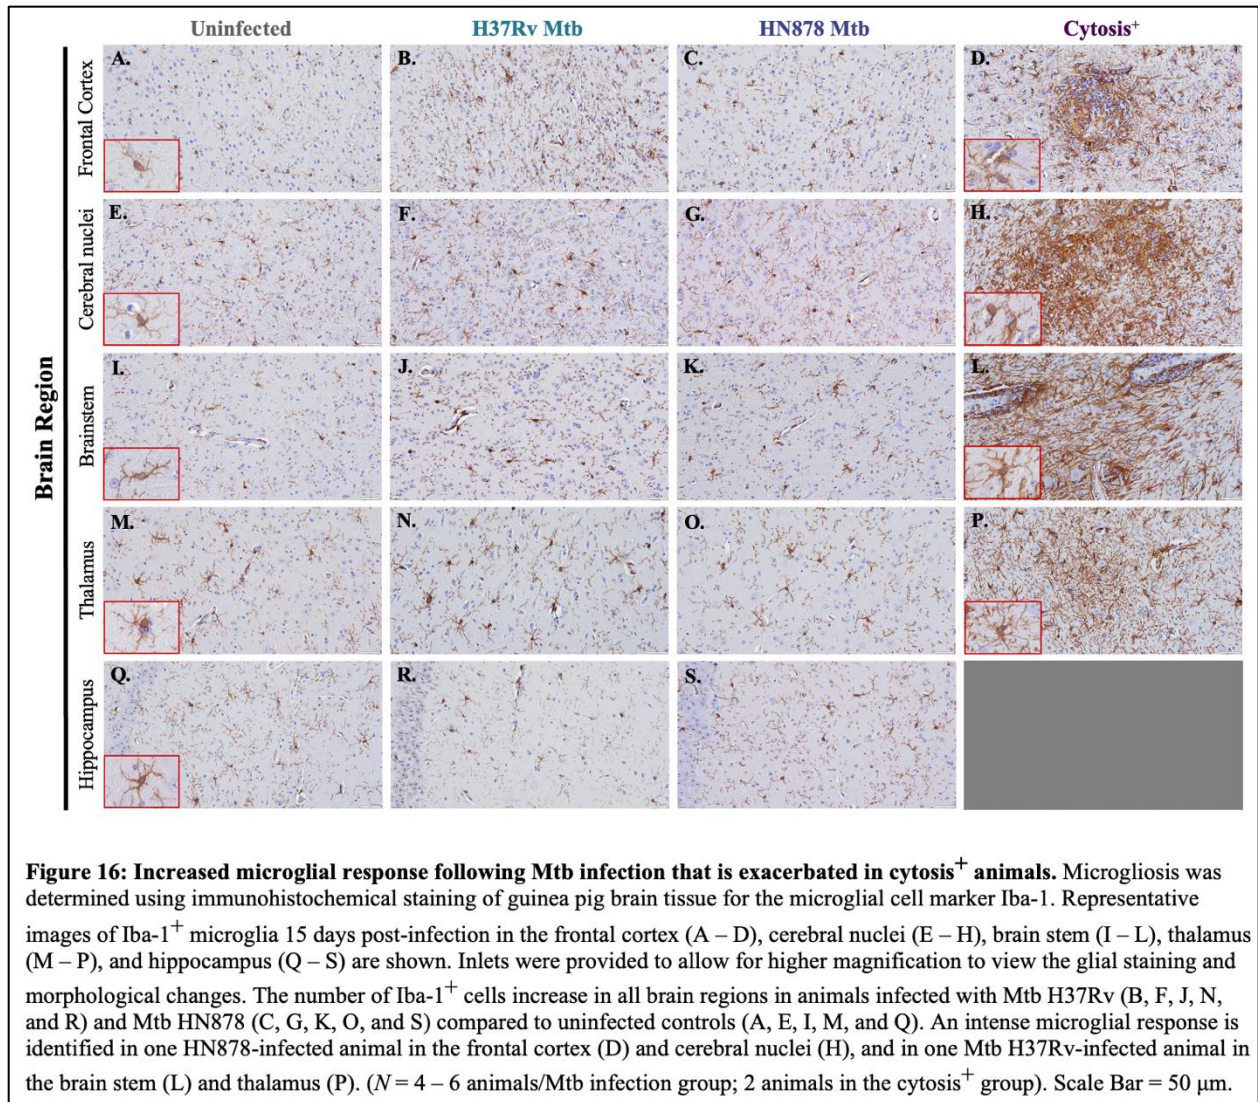 Uninfected H37Rv Mtb HN878 Mtb Cytosis⁺
Brain Region
Frontal Cortex
A. B. C. D.
Cerebral nuclei
E. F. G. H.
Brainstem
I. J. K. L.
Thalamus
M. N. O. P.
Hippocampus
Q. R. S.
Figure 16: Increased microglial response following Mtb infection that is exacerbated in cytosis⁺ animals. Microgliosis was
determined using immunohistochemical staining of guinea pig brain tissue for the microglial cell marker Iba-1. Representative
images of Iba-1⁺ microglia 15 days post-infection in the frontal cortex (A – D), cerebral nuclei (E – H), brain stem (I – L), thalamus
(M – P), and hippocampus (Q – S) are shown. Inlets were provided to allow for higher magnification to view the glial staining and
morphological changes. The number of Iba-1⁺ cells increase in all brain regions in animals infected with Mtb H37Rv (B, F, J, N,
and R) and Mtb HN878 (C, G, K, O, and S) compared to uninfected controls (A, E, I, M, and Q). An intense microglial response is
identified in one HN878-infected animal in the frontal cortex (D) and cerebral nuclei (H), and in one Mtb H37Rv-infected animal in
the brain stem (L) and thalamus (P). (N = 4 – 6 animals/Mtb infection group; 2 animals in the cytosis⁺ group). Scale Bar = 50 μm.